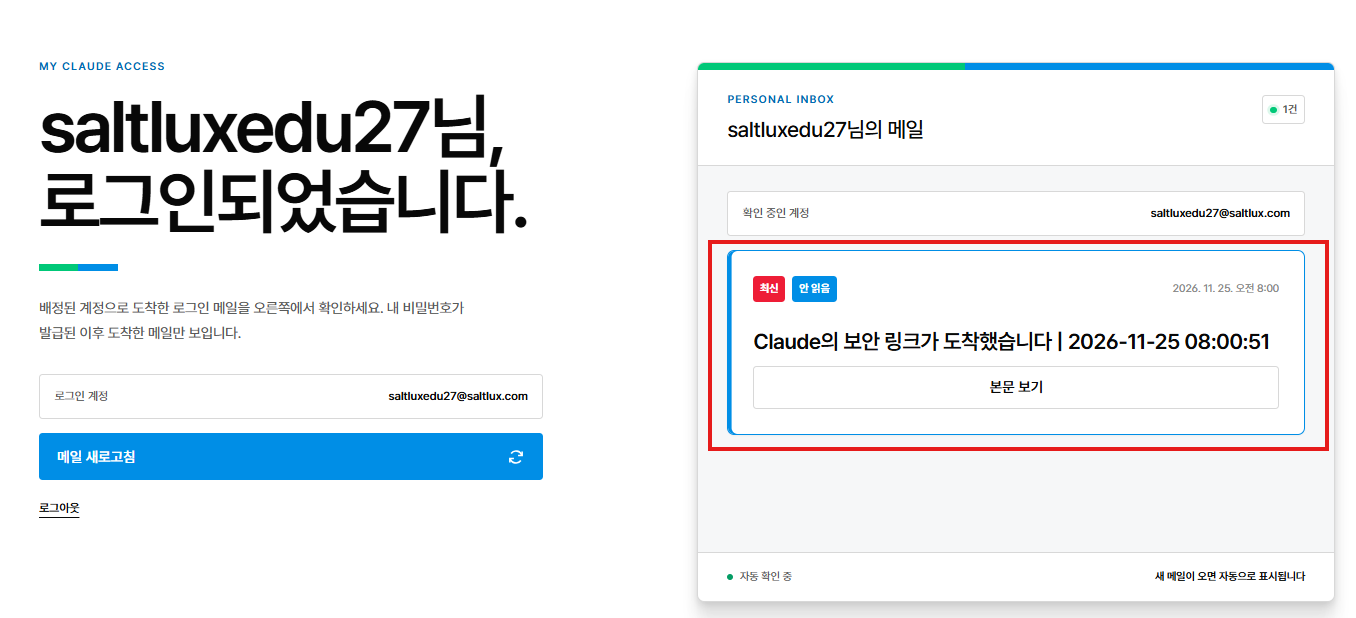 MY CLAUDE ACCESS
saltluxedu27님,
로그인되었습니다.
배정된 계정으로 도착한 로그인 메일을 오른쪽에서 확인하세요. 내 비밀번호가
발급된 이후 도착한 메일만 보입니다.
로그인 계정
saltluxedu27@saltlux.com
메일 새로고침
로그아웃
PERSONAL INBOX
saltluxedu27님의 메일
1건
확인 중인 계정
saltluxedu27@saltlux.com
최신
안 읽음
2026. 11. 25. 오전 8:00
Claude의 보안 링크가 도착했습니다 | 2026-11-25 08:00:51
본문 보기
자동 확인 중
새 메일이 오면 자동으로 표시됩니다